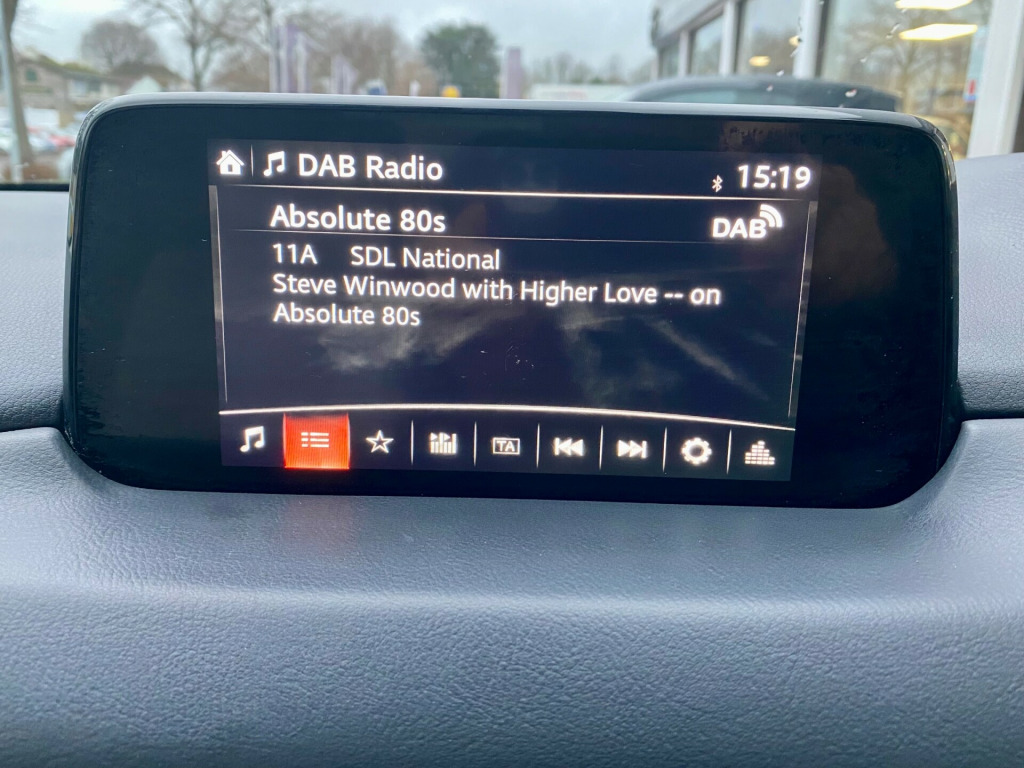 DAB Radio
15:19
Absolute 80s
DAB
11A SDL National
Steve Winwood with Higher Love -- on
Absolute 80s
TA